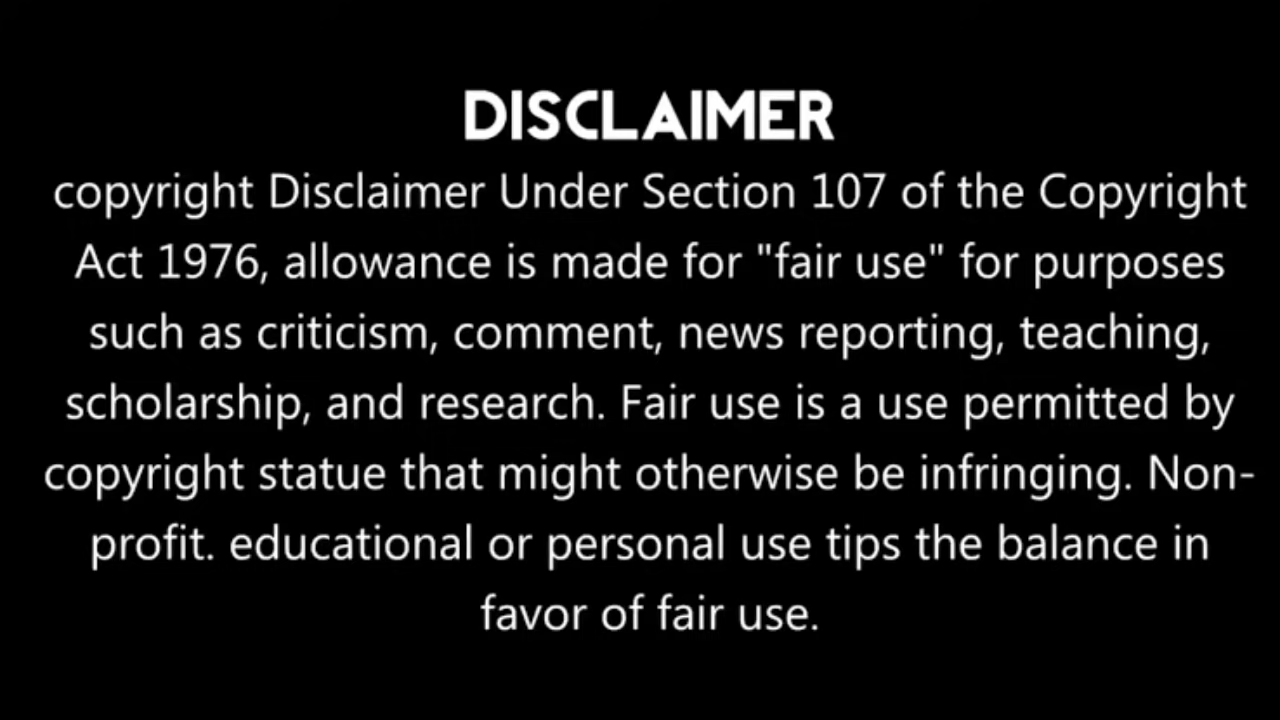 DISCLAIMER
copyright Disclaimer Under Section 107 of the Copyright
Act 1976, allowance is made for "fair use" for purposes
such as criticism, comment, news reporting, teaching,
scholarship, and research. Fair use is a use permitted by
copyright statue that might otherwise be infringing. Non-
profit. educational or personal use tips the balance in
favor of fair use.